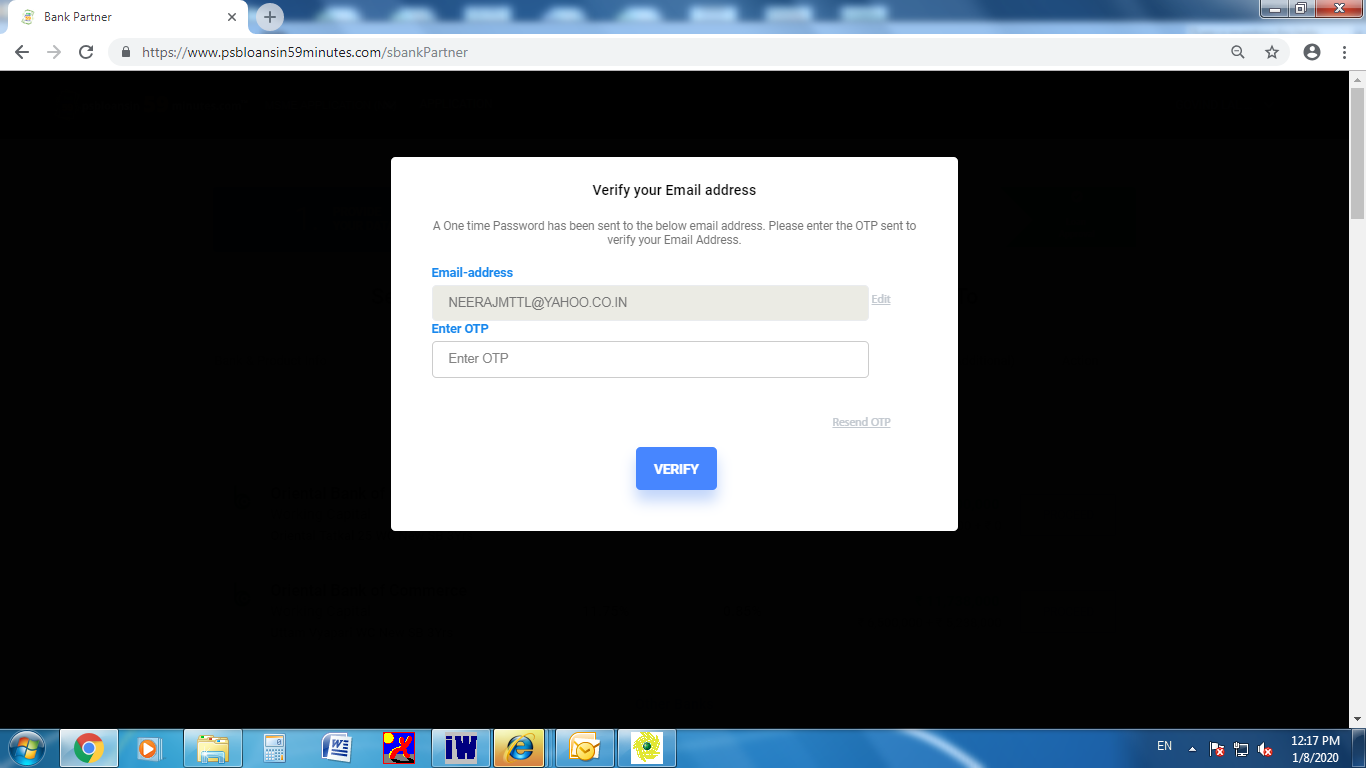 Bank Partner
https://www.psbloansin59minutes.com/sbankPartner
Verify your Email address
A One time Password has been sent to the below email address. Please enter the OTP sent to
verify your Email Address.
Email-address
NEERAJMTTL@YAHOO.CO.IN
Edit
Enter OTP
Enter OTP
Resend OTP
VERIFY
iW
EN
12:17 PM
1/8/2020